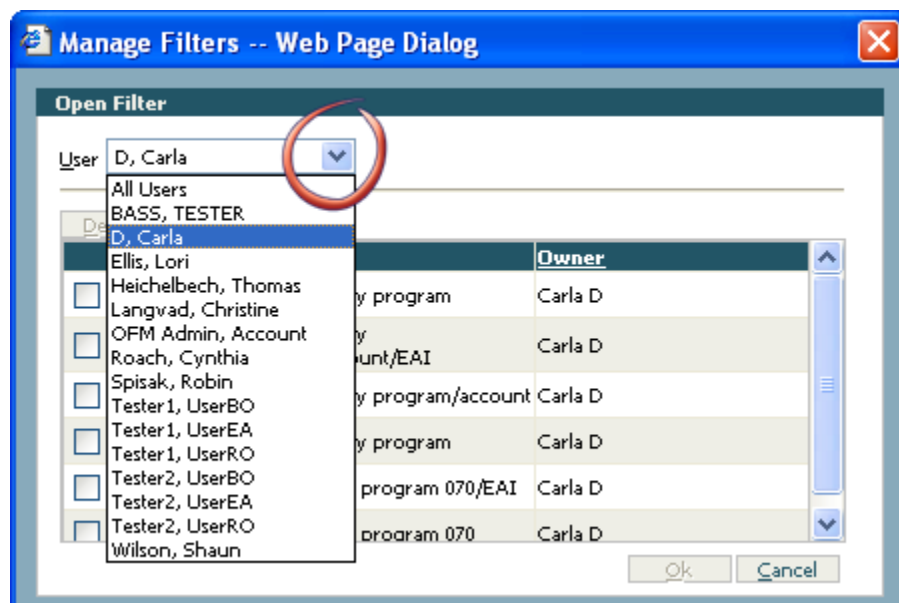 Manage Filters -- Web Page Dialog
Open Filter
User D, Carla
All Users
BASS, TESTER
D, Carla
Ellis, Lori
Heichelbech, Thomas
Langvad, Christine
OFM Admin, Account
Roach, Cynthia
Spisak, Robin
Tester1, UserBO
Tester1, UserEA
Tester1, UserRO
Tester2, UserBO
Tester2, UserEA
Tester2, UserRO
Wilson, Shaun
Owner
program Carla D
/EAI Carla D
program/account Carla D
program Carla D
program 070/EAI Carla D
program 070 Carla D
Ok Cancel